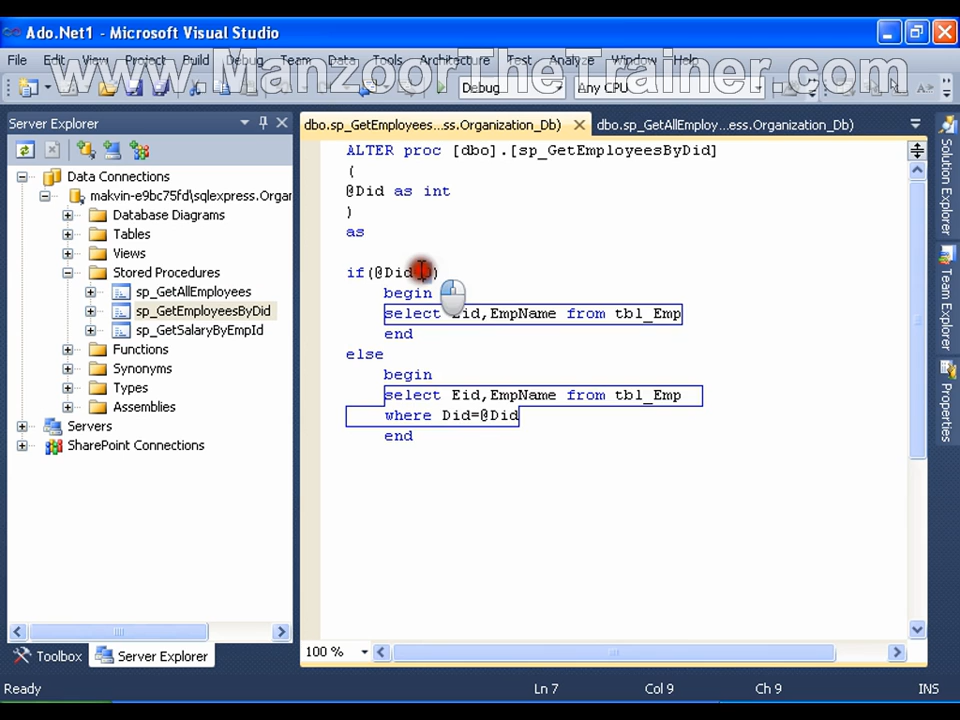 Ado.Net1 - Microsoft Visual Studio
File Edit View Project Build Debug Team Data Tools Architecture Test Analyze Window Help
www.ManzoorTheTrainer.com
Debug Any CPU
Server Explorer
dbo.sp_GetEmployees...ss.Organization_Db) dbo.sp_GetAllEmploy...ess.Organization_Db)
Data Connections
makvin-e9bc75fd\sqlexpress.Organ
Database Diagrams
Tables
Views
Stored Procedures
sp_GetAllEmployees
sp_GetEmployeesByDid
sp_GetSalaryByEmpId
Functions
Synonyms
Types
Assemblies
Servers
SharePoint Connections
ALTER proc [dbo].[sp_GetEmployeesByDid]
(
@Did as int
)
as
if(@Did )
begin
select Eid,EmpName from tbl_Emp
end
else
begin
select Eid,EmpName from tbl_Emp
where Did=@Did
end
Solution Explorer
Team Explorer
Properties
100 %
Toolbox Server Explorer
Ready Ln 7 Col 9 Ch 9 INS